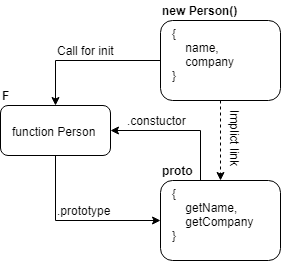 new Person()
{
name,
company
}
Call for init
F
function Person
.constuctor
Implict link
proto
{
getName,
getCompany
}
.prototype